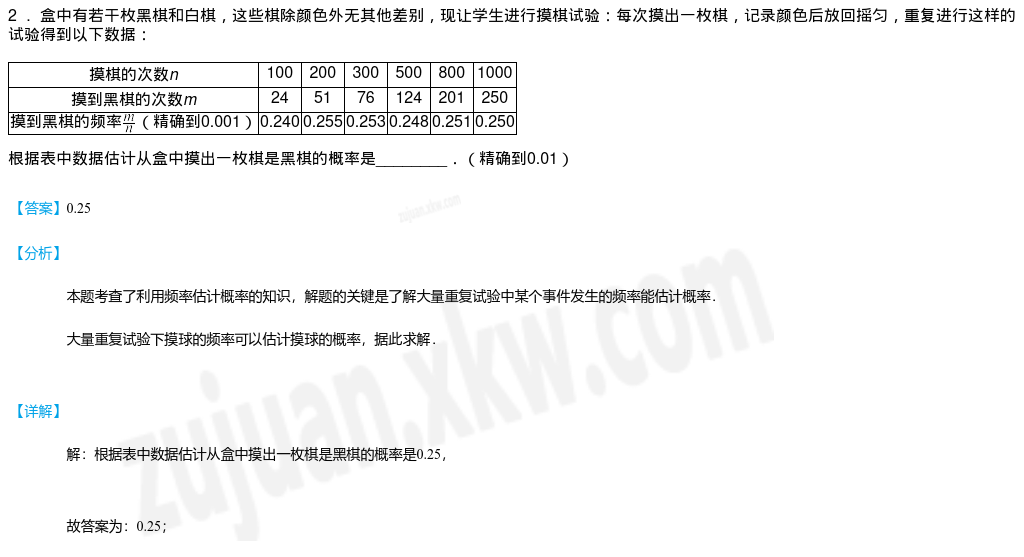 2．盒中有若干枚黑棋和白棋，这些棋除颜色外无其他差别，现让学生进行摸棋试验：每次摸出一枚棋，记录颜色后放回摇匀，重复进行这样的
试验得到以下数据：
摸棋的次数n 100 200 300 500 800 1000
摸到黑棋的次数m 24 51 76 124 201 250
摸到黑棋的频率m/n（精确到0.001） 0.240 0.255 0.253 0.248 0.251 0.250
根据表中数据估计从盒中摸出一枚棋是黑棋的概率是_________．（精确到0.01）
【答案】0.25
zujuan.xkw.com
【分析】
本题考查了利用频率估计概率的知识，解题的关键是了解大量重复试验中某个事件发生的频率能估计概率．
大量重复试验下摸球的频率可以估计摸球的概率，据此求解．
zujuan.xkw.com
【详解】
解：根据表中数据估计从盒中摸出一枚棋是黑棋的概率是0.25，
故答案为：0.25；